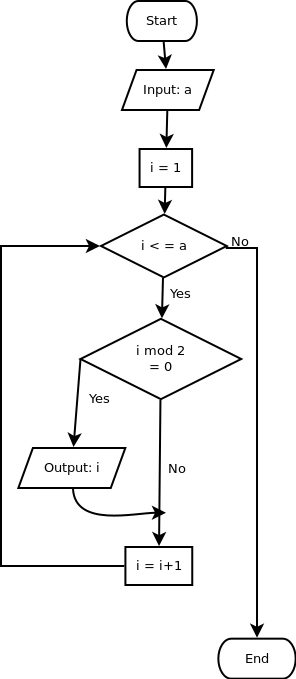 Start
Input: a
i = 1
i < = a
No
Yes
i mod 2
= 0
Yes
Output: i
No
i = i+1
End